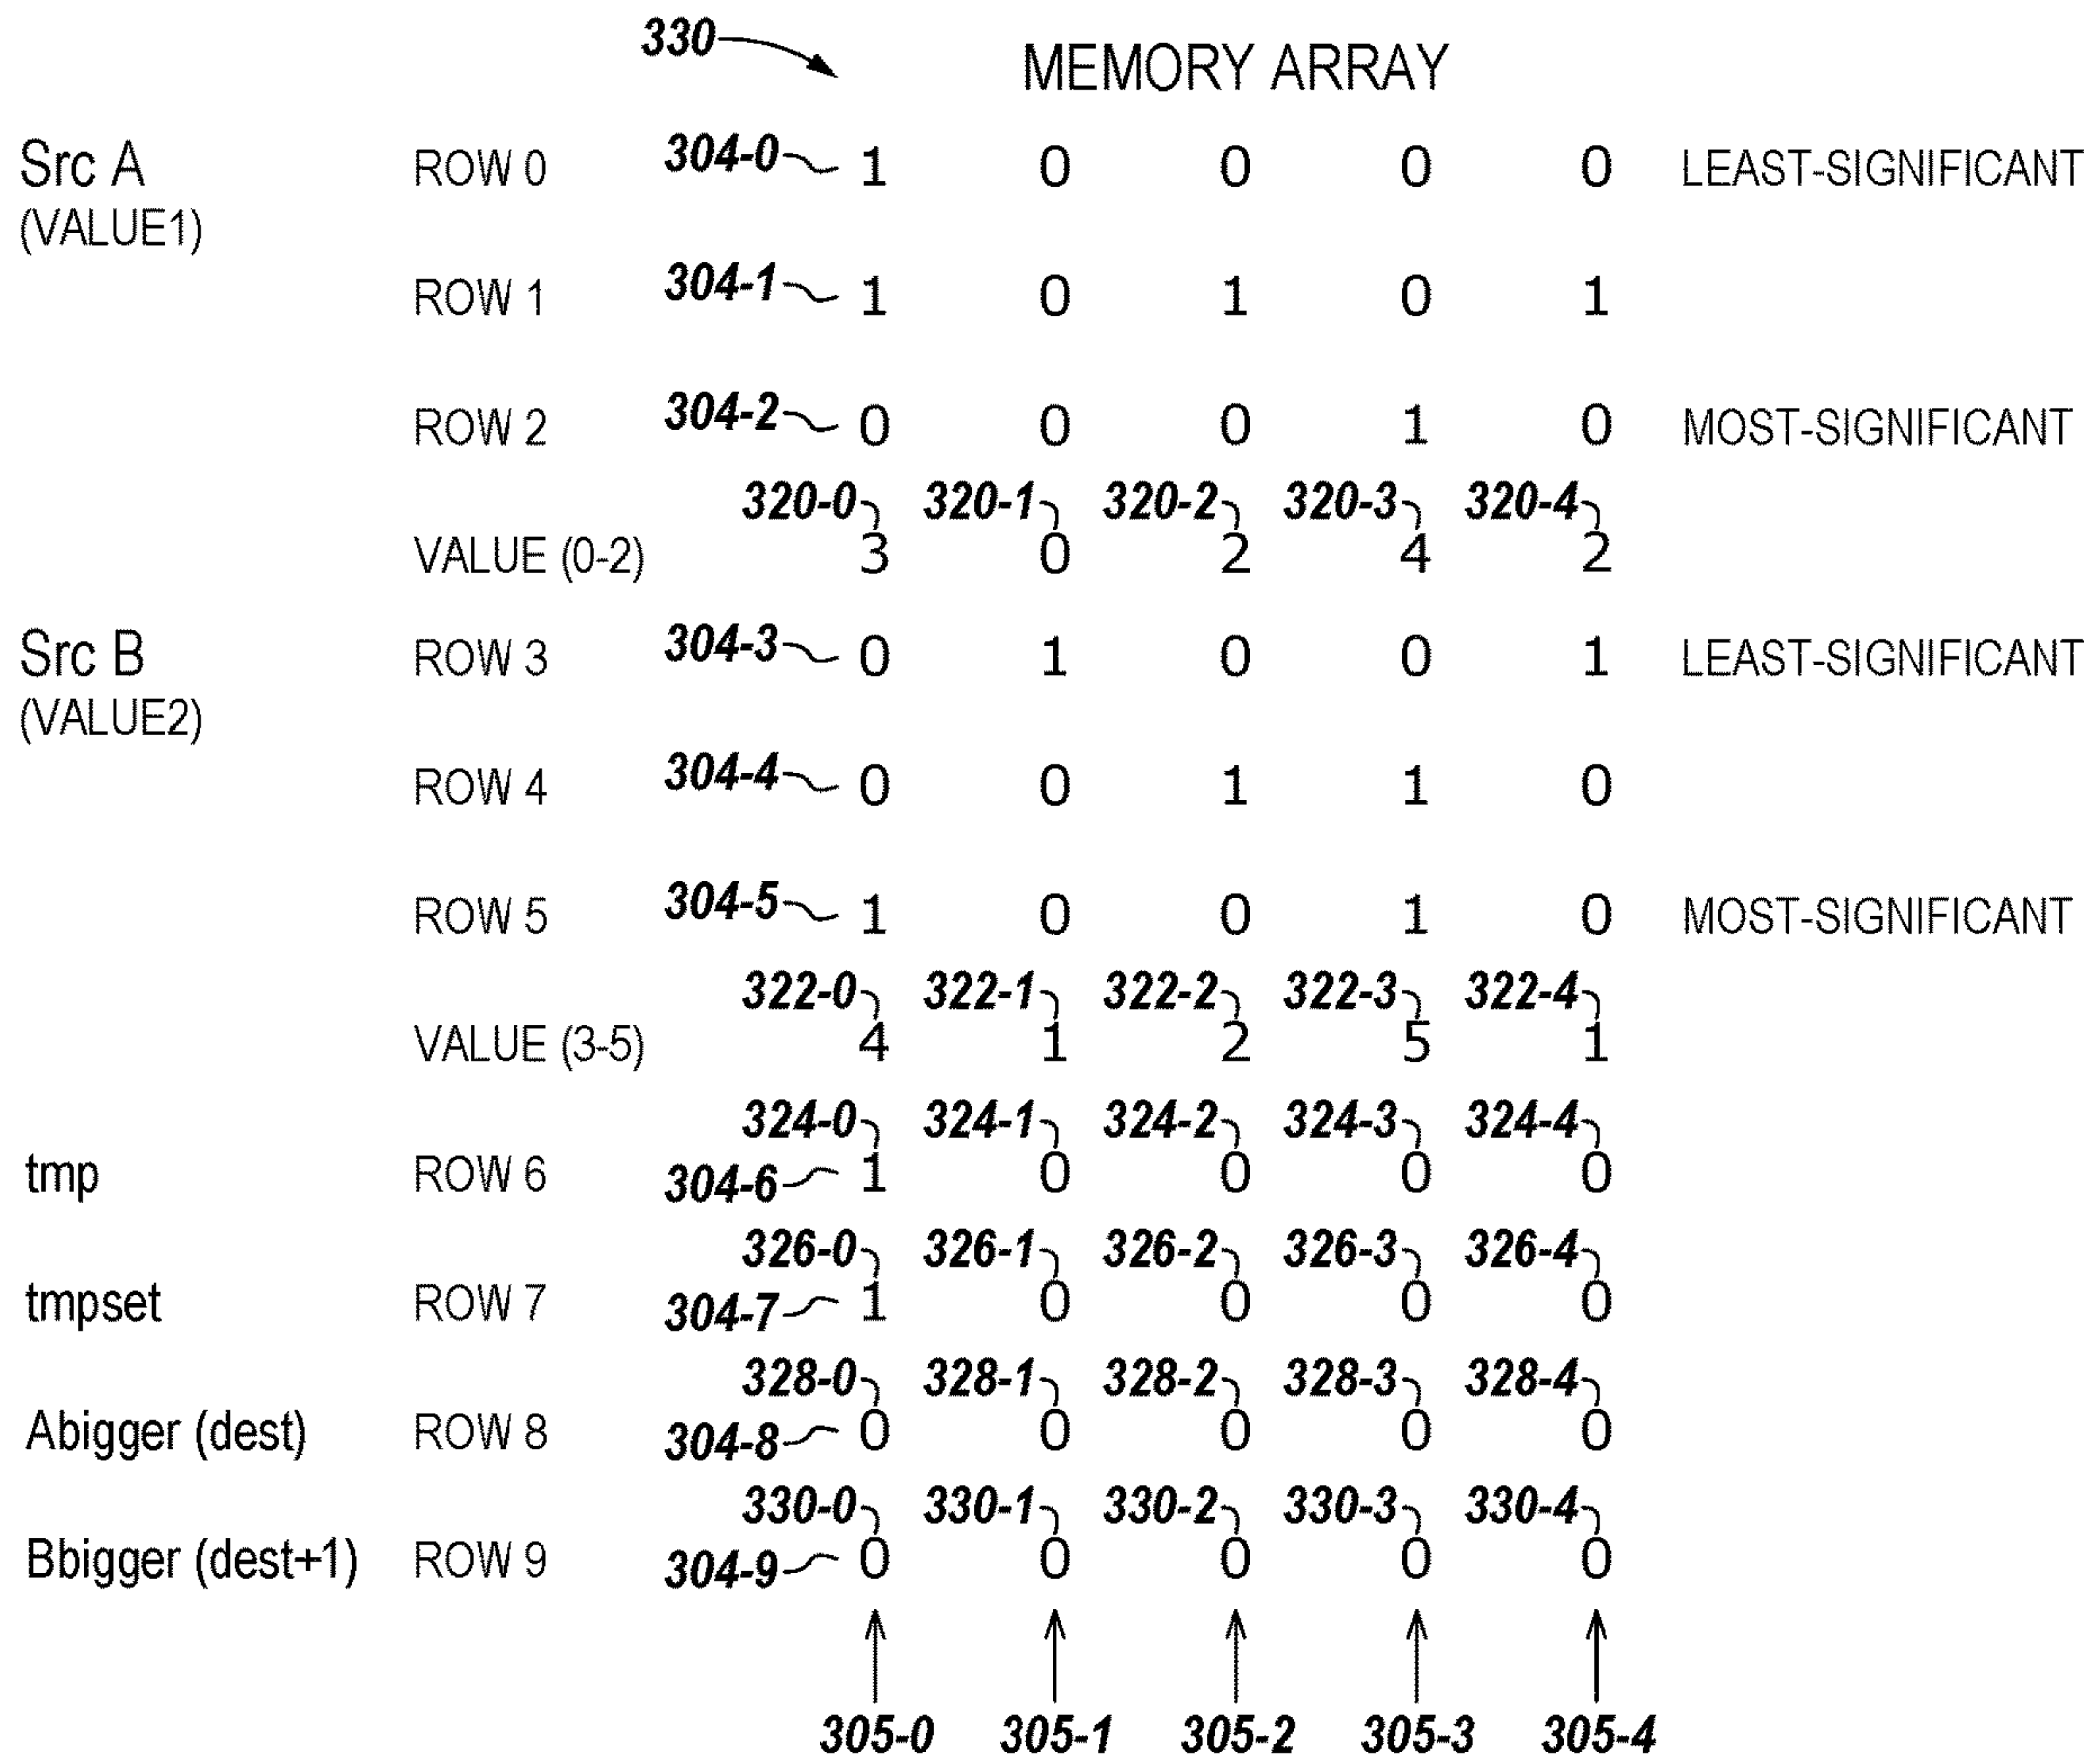 330 MEMORY ARRAY
Src A ROW 0 304-0 1 0 0 0 0 LEAST-SIGNIFICANT
(VALUE1)
ROW 1 304-1 1 0 1 0 1
ROW 2 304-2 0 0 0 1 0 MOST-SIGNIFICANT
320-0 320-1 320-2 320-3 320-4
VALUE (0-2) 3 0 2 4 2
Src B ROW 3 304-3 0 1 0 0 1 LEAST-SIGNIFICANT
(VALUE2)
ROW 4 304-4 0 0 1 1 0
ROW 5 304-5 1 0 0 1 0 MOST-SIGNIFICANT
322-0 322-1 322-2 322-3 322-4
VALUE (3-5) 4 1 2 5 1
324-0 324-1 324-2 324-3 324-4
tmp ROW 6 304-6 1 0 0 0 0
326-0 326-1 326-2 326-3 326-4
tmpset ROW 7 304-7 1 0 0 0 0
328-0 328-1 328-2 328-3 328-4
Abigger (dest) ROW 8 304-8 0 0 0 0 0
330-0 330-1 330-2 330-3 330-4
Bbigger (dest+1) ROW 9 304-9 0 0 0 0 0
305-0 305-1 305-2 305-3 305-4